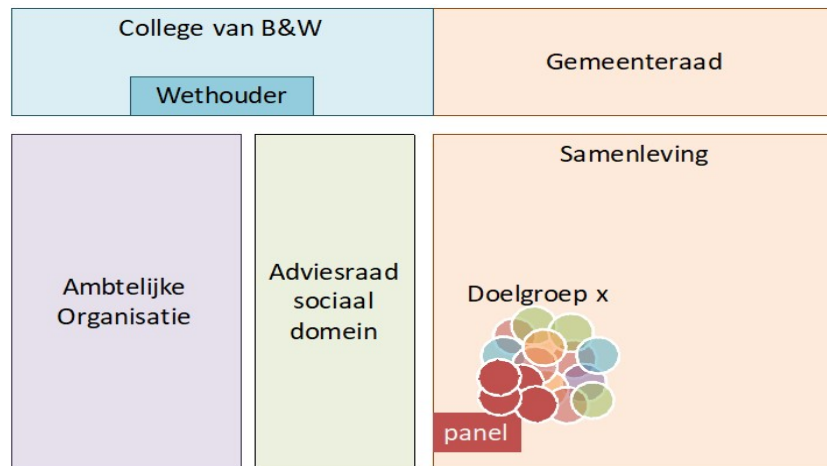 College van B&W
Wethouder
Gemeenteraad
Ambtelijke
Organisatie
Adviesraad
sociaal
domein
Samenleving
Doelgroep x
panel